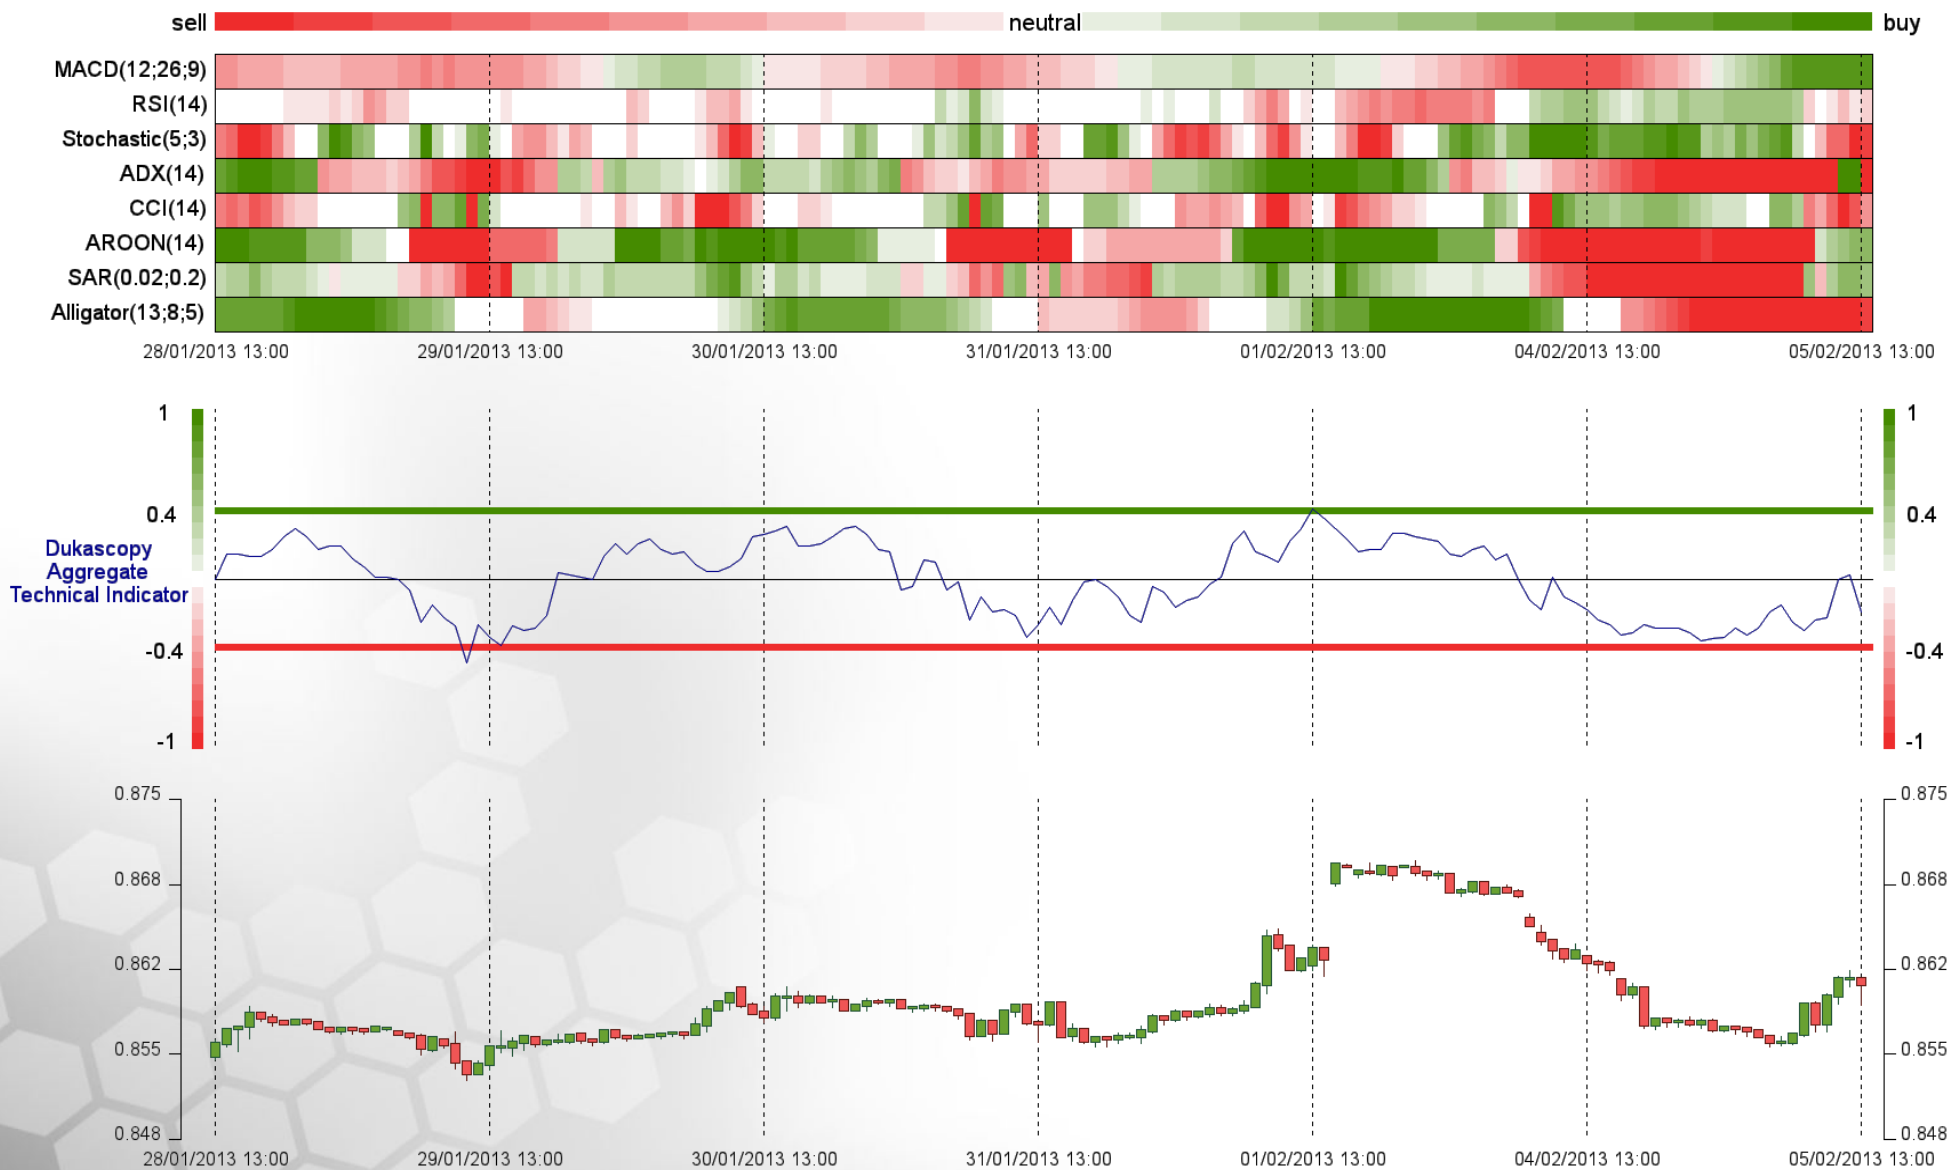 sell neutral buy
MACD(12;26;9)
RSI(14)
Stochastic(5;3)
ADX(14)
CCI(14)
AROON(14)
SAR(0.02;0.2)
Alligator(13;8;5)
28/01/2013 13:00 29/01/2013 13:00 30/01/2013 13:00 31/01/2013 13:00 01/02/2013 13:00 04/02/2013 13:00 05/02/2013 13:00
1 1
0.4 0.4
Dukascopy
Aggregate
Technical Indicator
-0.4 -0.4
-1 -1
0.875 0.875
0.868 0.868
0.862 0.862
0.855 0.855
0.848 0.848
28/01/2013 13:00 29/01/2013 13:00 30/01/2013 13:00 31/01/2013 13:00 01/02/2013 13:00 04/02/2013 13:00 05/02/2013 13:00